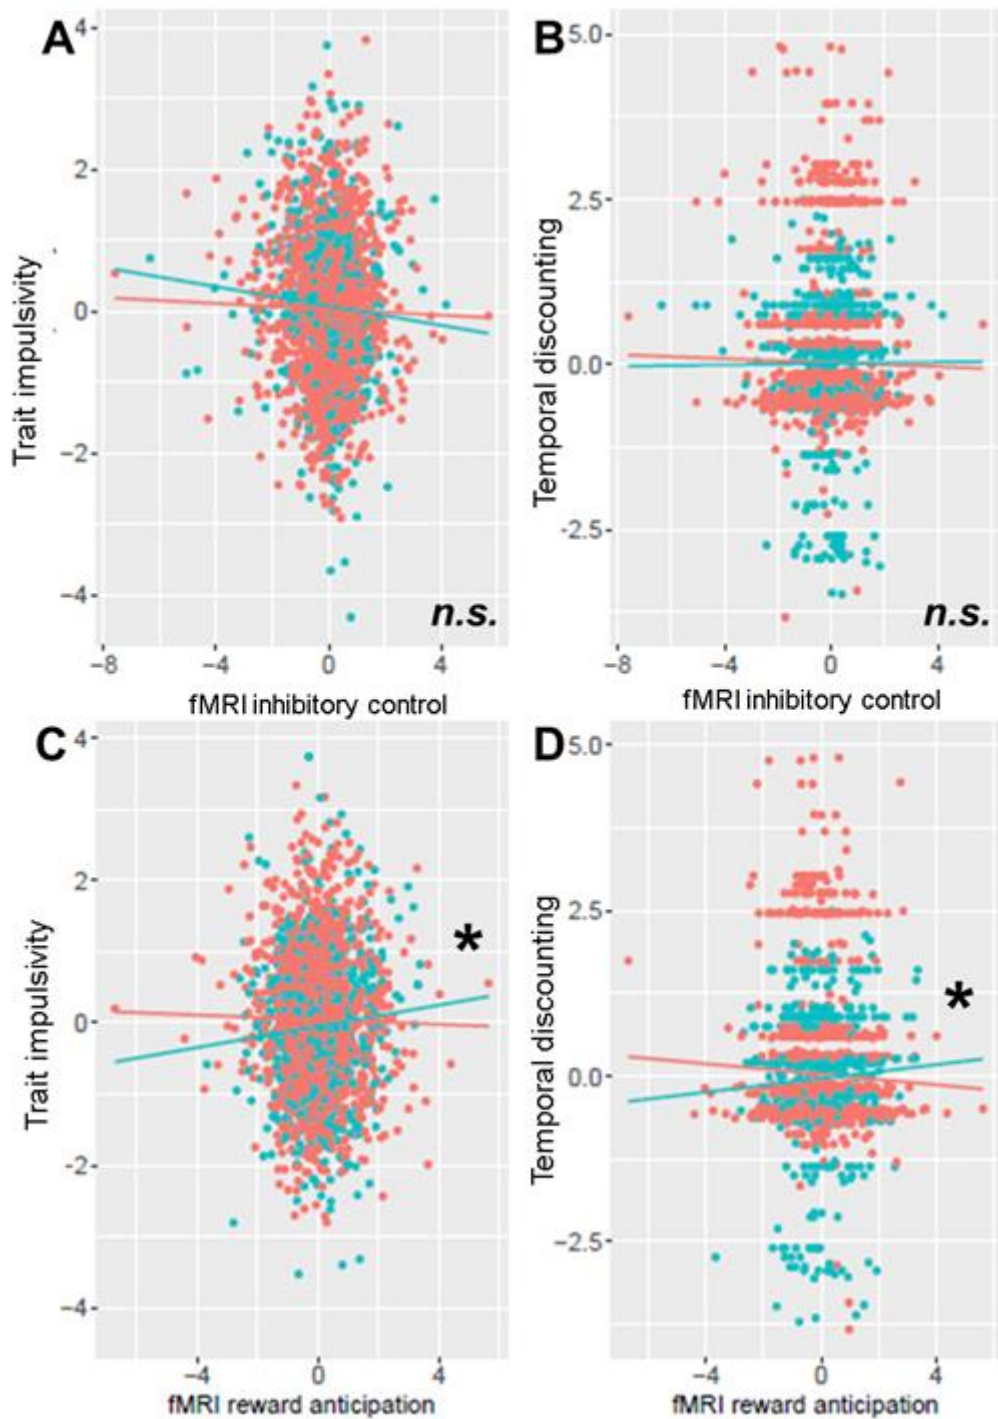 A
B
4
2
0
−2
−4
Trait impulsivity
n.s.
−8
−4
0
4
fMRI inhibitory control
5.0
2.5
0.0
-2.5
Temporal discounting
n.s.
−8
−4
0
4
fMRI inhibitory control
C
D
4
2
0
-2
−4
Trait impulsivity
*
−4
0
4
fMRI reward anticipation
5.0
2.5
0.0
−2.5
Temporal discounting
*
−4
0
4
fMRI reward anticipation